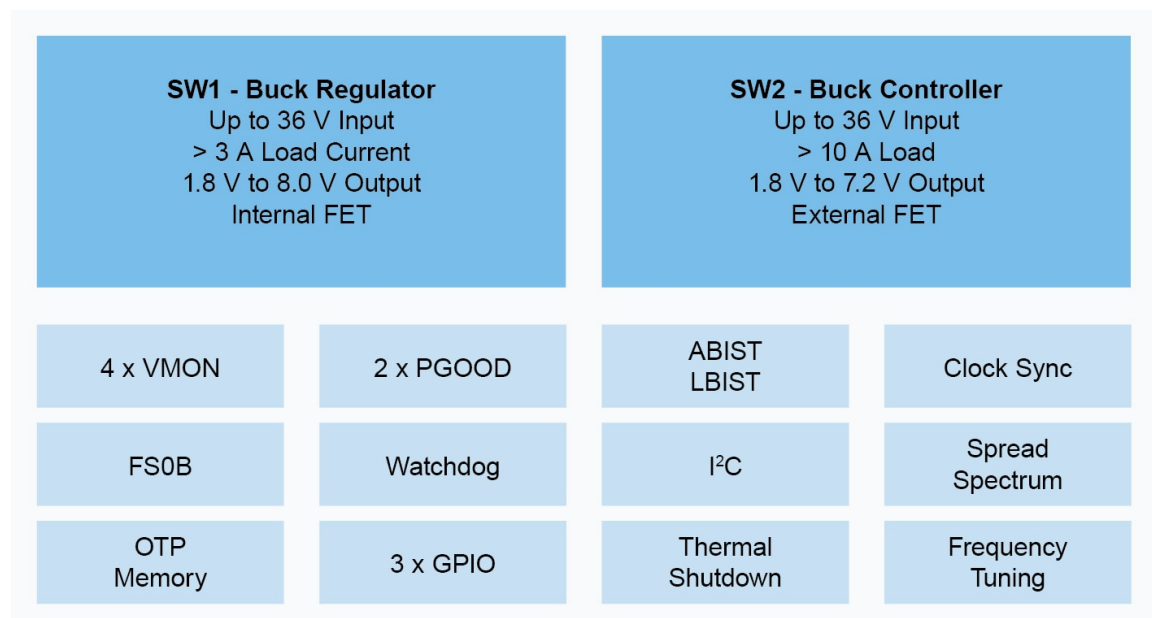 SW1 - Buck Regulator
Up to 36 V Input
> 3 A Load Current
1.8 V to 8.0 V Output
Internal FET
SW2 - Buck Controller
Up to 36 V Input
> 10 A Load
1.8 V to 7.2 V Output
External FET
4 x VMON
2 x PGOOD
ABIST
LBIST
Clock Sync
FS0B
Watchdog
I²C
Spread
Spectrum
OTP
Memory
3 x GPIO
Thermal
Shutdown
Frequency
Tuning